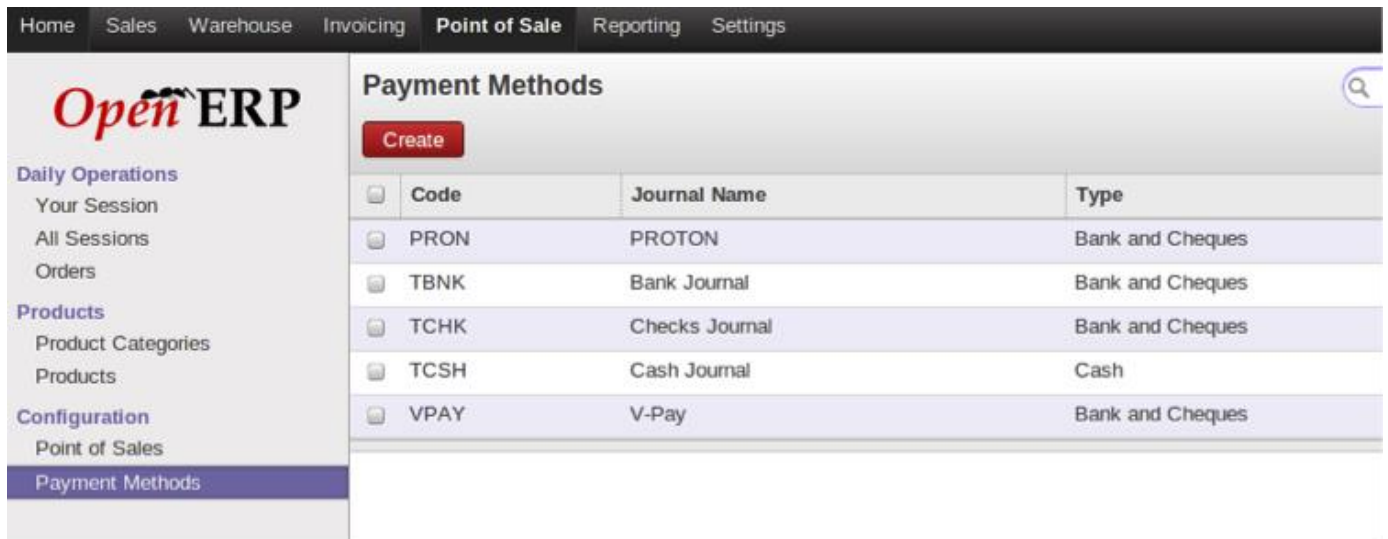 Home Sales Warehouse Invoicing Point of Sale Reporting Settings
Open ERP
Daily Operations
Your Session
All Sessions
Orders
Products
Product Categories
Products
Configuration
Point of Sales
Payment Methods
Payment Methods
Create
Code Journal Name Type
PRON PROTON Bank and Cheques
TBNK Bank Journal Bank and Cheques
TCHK Checks Journal Bank and Cheques
TCSH Cash Journal Cash
VPAY V-Pay Bank and Cheques